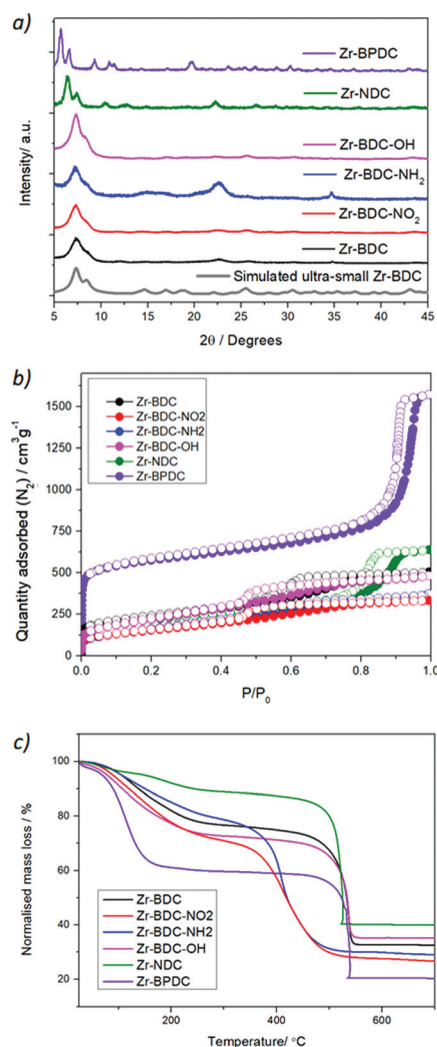 a)
Zr-BPDC
Zr-NDC
Zr-BDC-OH
Zr-BDC-NH₂
Zr-BDC-NO₂
Zr-BDC
Simulated ultra-small Zr-BDC
Intensity/ a.u.
5 10 15 20 25 30 35 40 45
2θ / Degrees
b)
Zr-BDC
Zr-BDC-NO2
Zr-BDC-NH2
Zr-BDC-OH
Zr-NDC
Zr-BPDC
Quantity adsorbed (N₂) / cm³g⁻¹
1500
1250
1000
750
500
250
0
0.0 0.2 0.4 0.6 0.8 1.0
P/P₀
c)
Normalised mass loss / %
100
80
60
40
20
Zr-BDC
Zr-BDC-NO2
Zr-BDC-NH2
Zr-BDC-OH
Zr-NDC
Zr-BPDC
200 400 600
Temperature/ °C